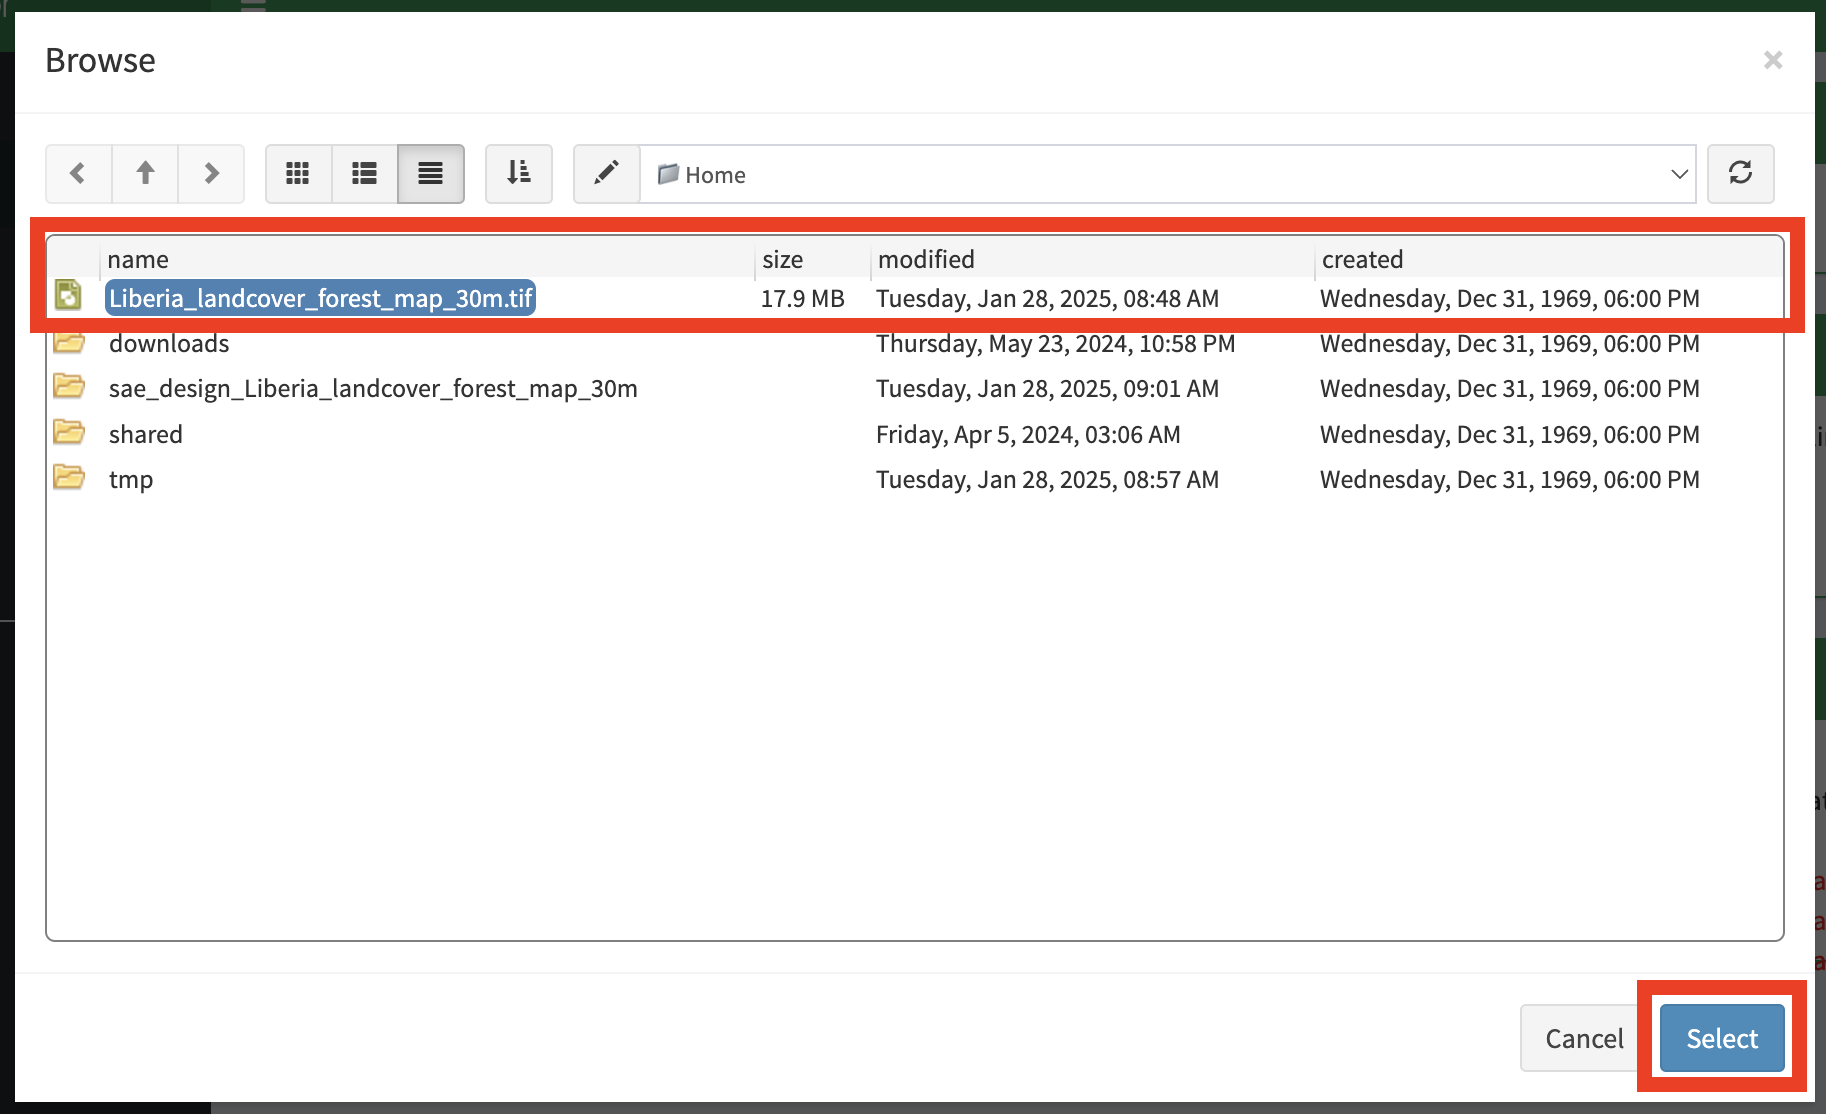 Browse
×
Home
name size modified created
Liberia_landcover_forest_map_30m.tif 17.9 MB Tuesday, Jan 28, 2025, 08:48 AM Wednesday, Dec 31, 1969, 06:00 PM
downloads Thursday, May 23, 2024, 10:58 PM Wednesday, Dec 31, 1969, 06:00 PM
sae_design_Liberia_landcover_forest_map_30m Tuesday, Jan 28, 2025, 09:01 AM Wednesday, Dec 31, 1969, 06:00 PM
shared Friday, Apr 5, 2024, 03:06 AM Wednesday, Dec 31, 1969, 06:00 PM
tmp Tuesday, Jan 28, 2025, 08:57 AM Wednesday, Dec 31, 1969, 06:00 PM
Cancel Select